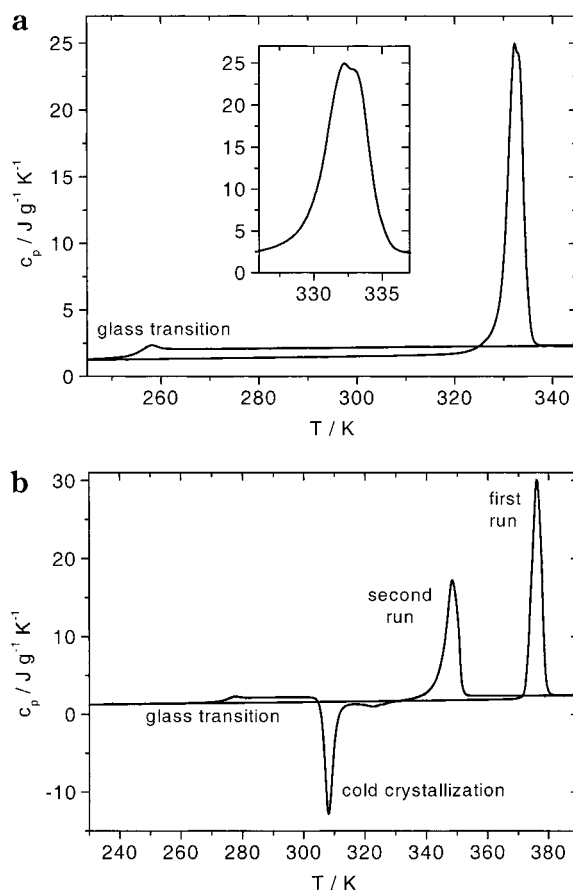 a
25
20
15
10
5
0
c_p / J g⁻¹ K⁻¹
25
20
15
10
5
0
330 335
glass transition
260 280 300 320 340
T / K
b
30
20
10
0
-10
c_p / J g⁻¹ K⁻¹
first
run
second
run
glass transition
cold crystallization
240 260 280 300 320 340 360 380
T / K